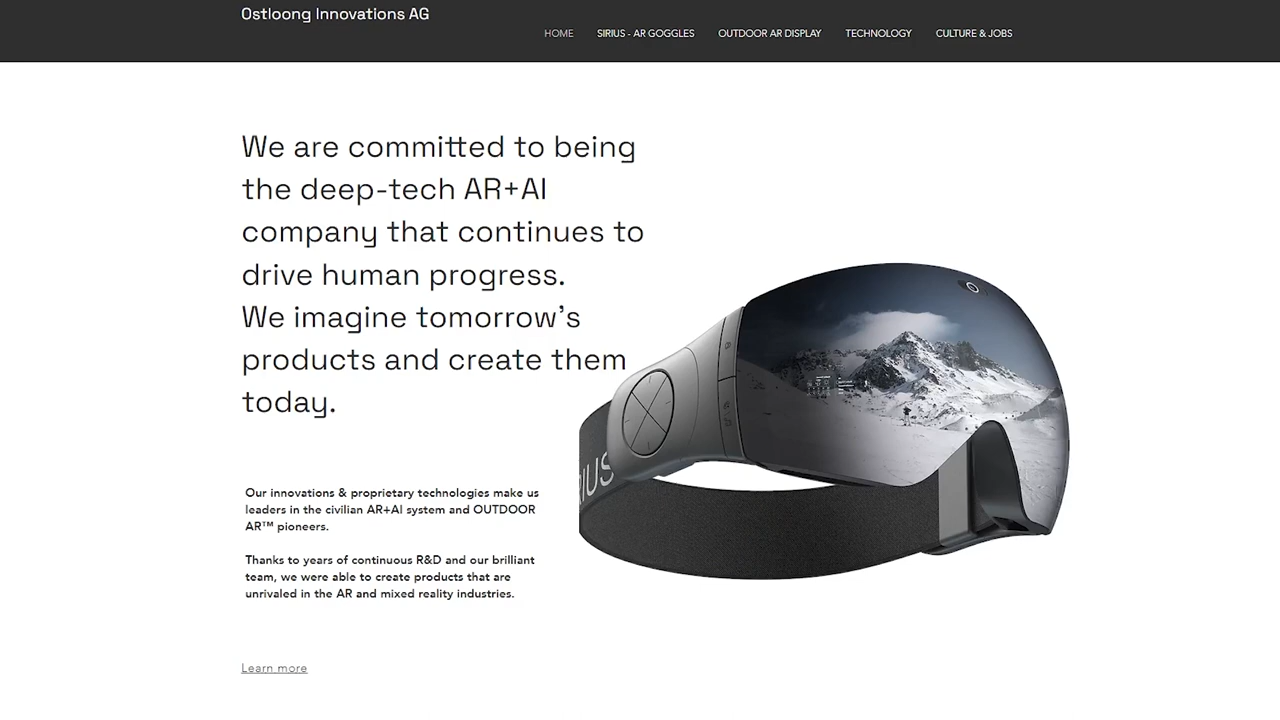 Ostloong Innovations AG
HOME SIRIUS - AR GOGGLES OUTDOOR AR DISPLAY TECHNOLOGY CULTURE & JOBS
We are committed to being
the deep-tech AR+AI
company that continues to
drive human progress.
We imagine tomorrow's
products and create them
today.
RIUS
Our innovations & proprietary technologies make us
leaders in the civilian AR+AI system and OUTDOOR
AR™ pioneers.
Thanks to years of continuous R&D and our brilliant
team, we were able to create products that are
unrivaled in the AR and mixed reality industries.
Learn more